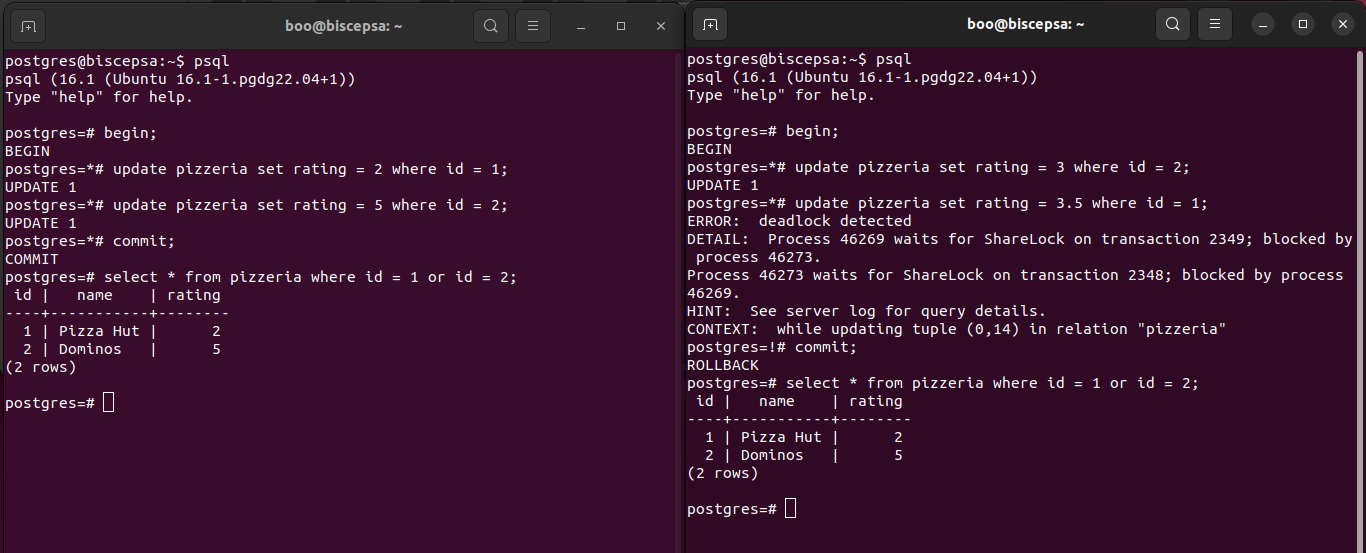 boo@biscepsa: ~
postgres@biscepsa:~$ psql
psql (16.1 (Ubuntu 16.1-1.pgdg22.04+1))
Type "help" for help.
postgres=# begin;
BEGIN
postgres=*# update pizzeria set rating = 2 where id = 1;
UPDATE 1
postgres=*# update pizzeria set rating = 5 where id = 2;
UPDATE 1
postgres=*# commit;
COMMIT
postgres=# select * from pizzeria where id = 1 or id = 2;
 id |   name    | rating
----+-----------+--------
  1 | Pizza Hut |      2
  2 | Dominos   |      5
(2 rows)
postgres=#
boo@biscepsa: ~
postgres@biscepsa:~$ psql
psql (16.1 (Ubuntu 16.1-1.pgdg22.04+1))
Type "help" for help.
postgres=# begin;
BEGIN
postgres=*# update pizzeria set rating = 3 where id = 2;
UPDATE 1
postgres=*# update pizzeria set rating = 3.5 where id = 1;
ERROR:  deadlock detected
DETAIL:  Process 46269 waits for ShareLock on transaction 2349; blocked by
 process 46273.
Process 46273 waits for ShareLock on transaction 2348; blocked by process
46269.
HINT:  See server log for query details.
CONTEXT:  while updating tuple (0,14) in relation "pizzeria"
postgres=!# commit;
ROLLBACK
postgres=# select * from pizzeria where id = 1 or id = 2;
 id |   name    | rating
----+-----------+--------
  1 | Pizza Hut |      2
  2 | Dominos   |      5
(2 rows)
postgres=#